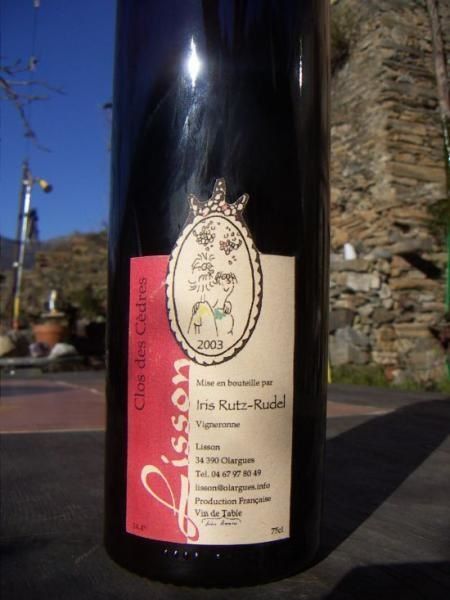 2003
Clos des Cèdres
Lisson
Mise en bouteille par
Iris Rutz-Rudel
Vigneronne
Lisson
34 390 Olargues
Tel. 04 67 97 80 49
lisson@olargues.info
Production Française
Vin de Table
75cl